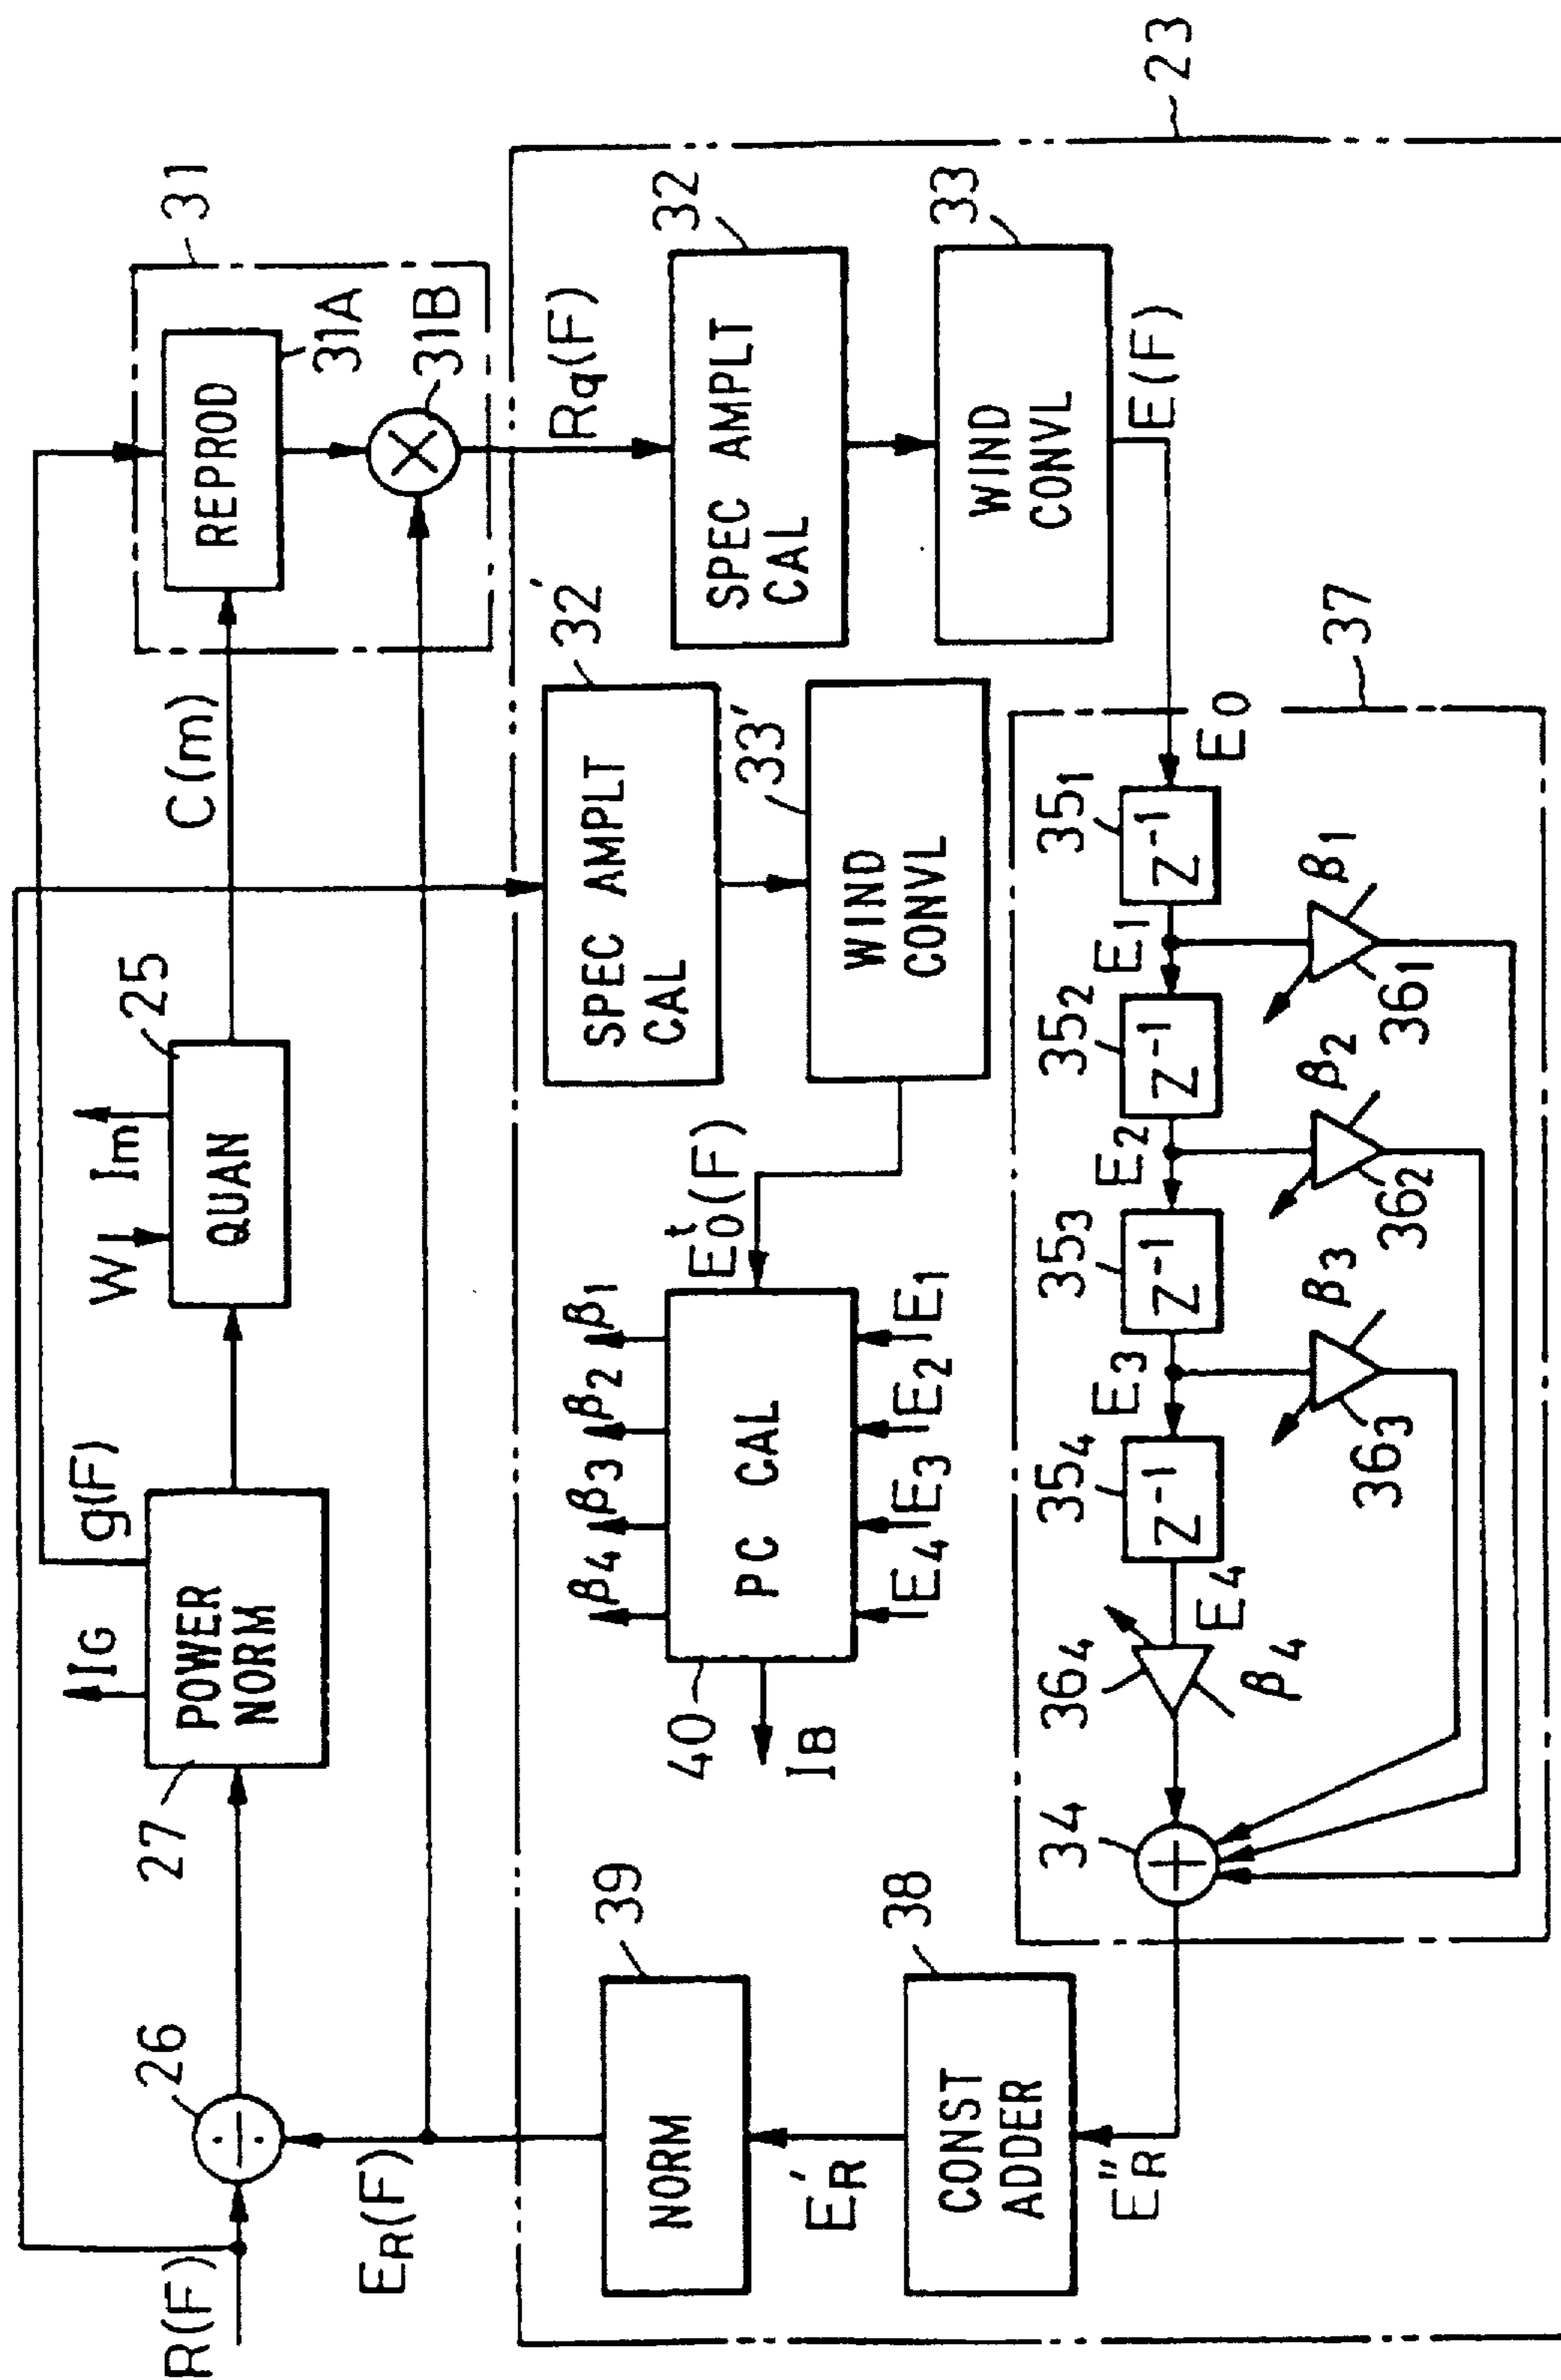 R(F)
26
27
POWER
NORM
IG
g(F)
QUAN
25
W
Im
C(m)
REPROD
31A
31B
31
ER(F)
Rq(F)
23
NORM
39
E'R
CONST
ADDER
38
E''R
PC CAL
40
IB
β4
β3
β2
β1
E4
E3
E2
E1
Et0(F)
SPEC AMPLT
CAL
32'
WIND
CONVL
33'
SPEC AMPLT
CAL
32
WIND
CONVL
33
E(F)
37
34
364
β4
E4
354
Z-1
E3
353
Z-1
E2
352
Z-1
E1
351
Z-1
E0
363
β3
362
β2
361
β1